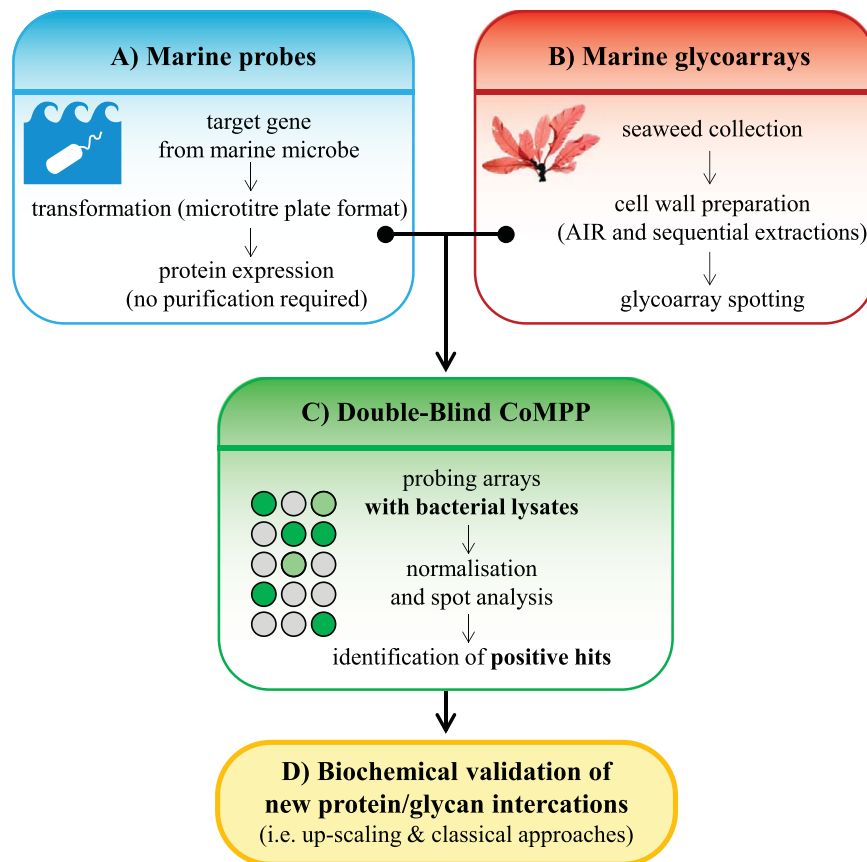 A) Marine probes
target gene
from marine microbe
transformation (microtitre plate format)
protein expression
(no purification required)
B) Marine glycoarrays
seaweed collection
cell wall preparation
(AIR and sequential extractions)
glycoarray spotting
C) Double-Blind CoMPP
probing arrays
with bacterial lysates
normalisation
and spot analysis
identification of positive hits
D) Biochemical validation of
new protein/glycan intercations
(i.e. up-scaling & classical approaches)